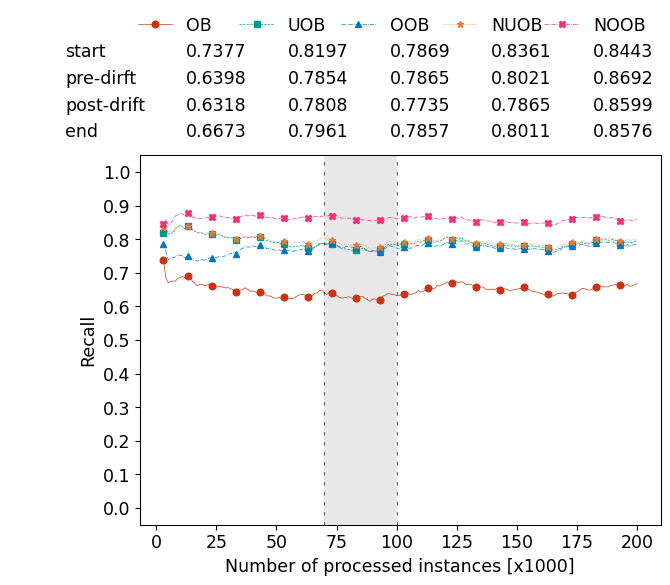 OB UOB OOB NUOB NOOB
start 0.7377 0.8197 0.7869 0.8361 0.8443
pre-dirft 0.6398 0.7854 0.7865 0.8021 0.8692
post-drift 0.6318 0.7808 0.7735 0.7865 0.8599
end 0.6673 0.7961 0.7857 0.8011 0.8576
1.0
0.9
0.8
0.7
0.6
0.5
0.4
0.3
0.2
0.1
0.0
Recall
0 25 50 75 100 125 150 175 200
Number of processed instances [x1000]